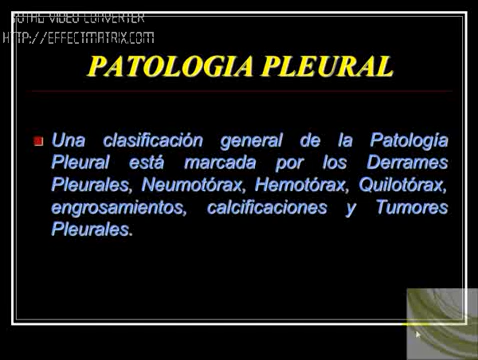 TOTAL VIDEO CONVERTER
HTTP://EFFECTMATRIX.COM
PATOLOGIA PLEURAL
Una clasificación general de la Patología
Pleural está marcada por los Derrames
Pleurales, Neumotórax, Hemotórax, Quilotórax,
engrosamientos, calcificaciones y Tumores
Pleurales.